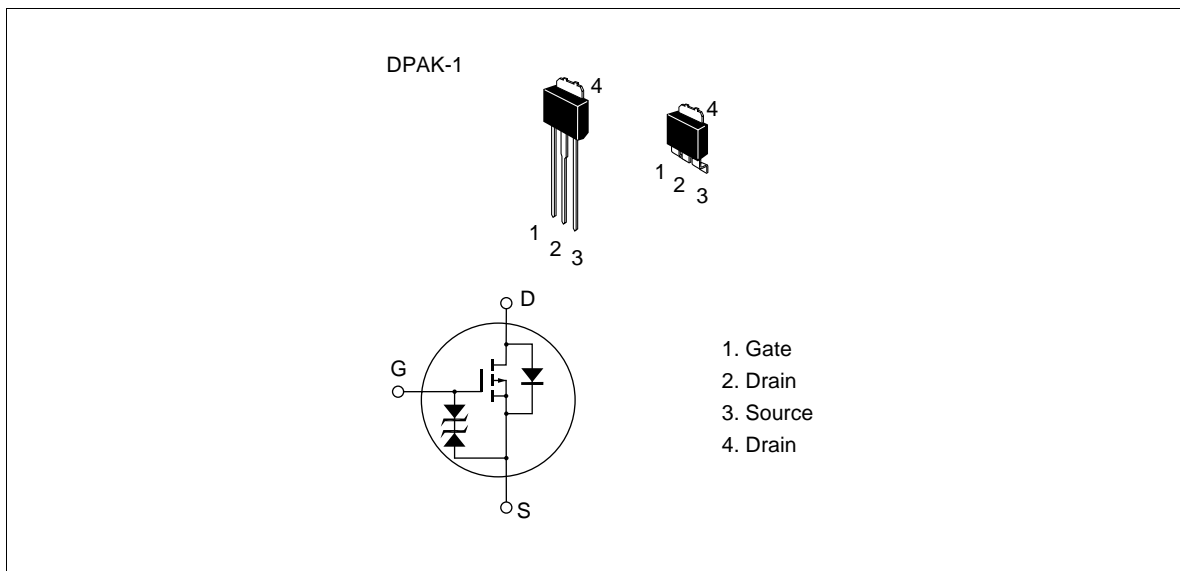 DPAK-1
4
4
1
2
3
1
2
3
D
G
S
1. Gate
2. Drain
3. Source
4. Drain